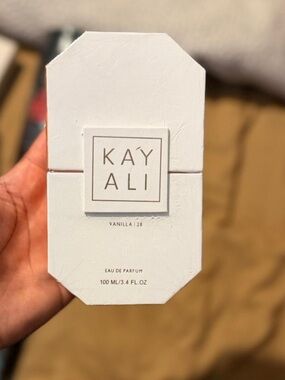 KAY
ALI
VANILLA | 28
EAU DE PARFUM
100 ML/3.4 FL.OZ